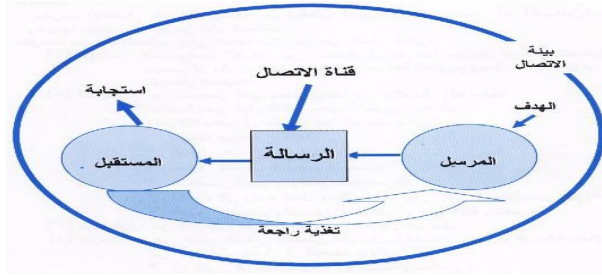 بيئة
الاتصال
قناة الاتصال
استجابة
الهدف
المرسل
الرسالة
المستقبل
تغذية راجعة